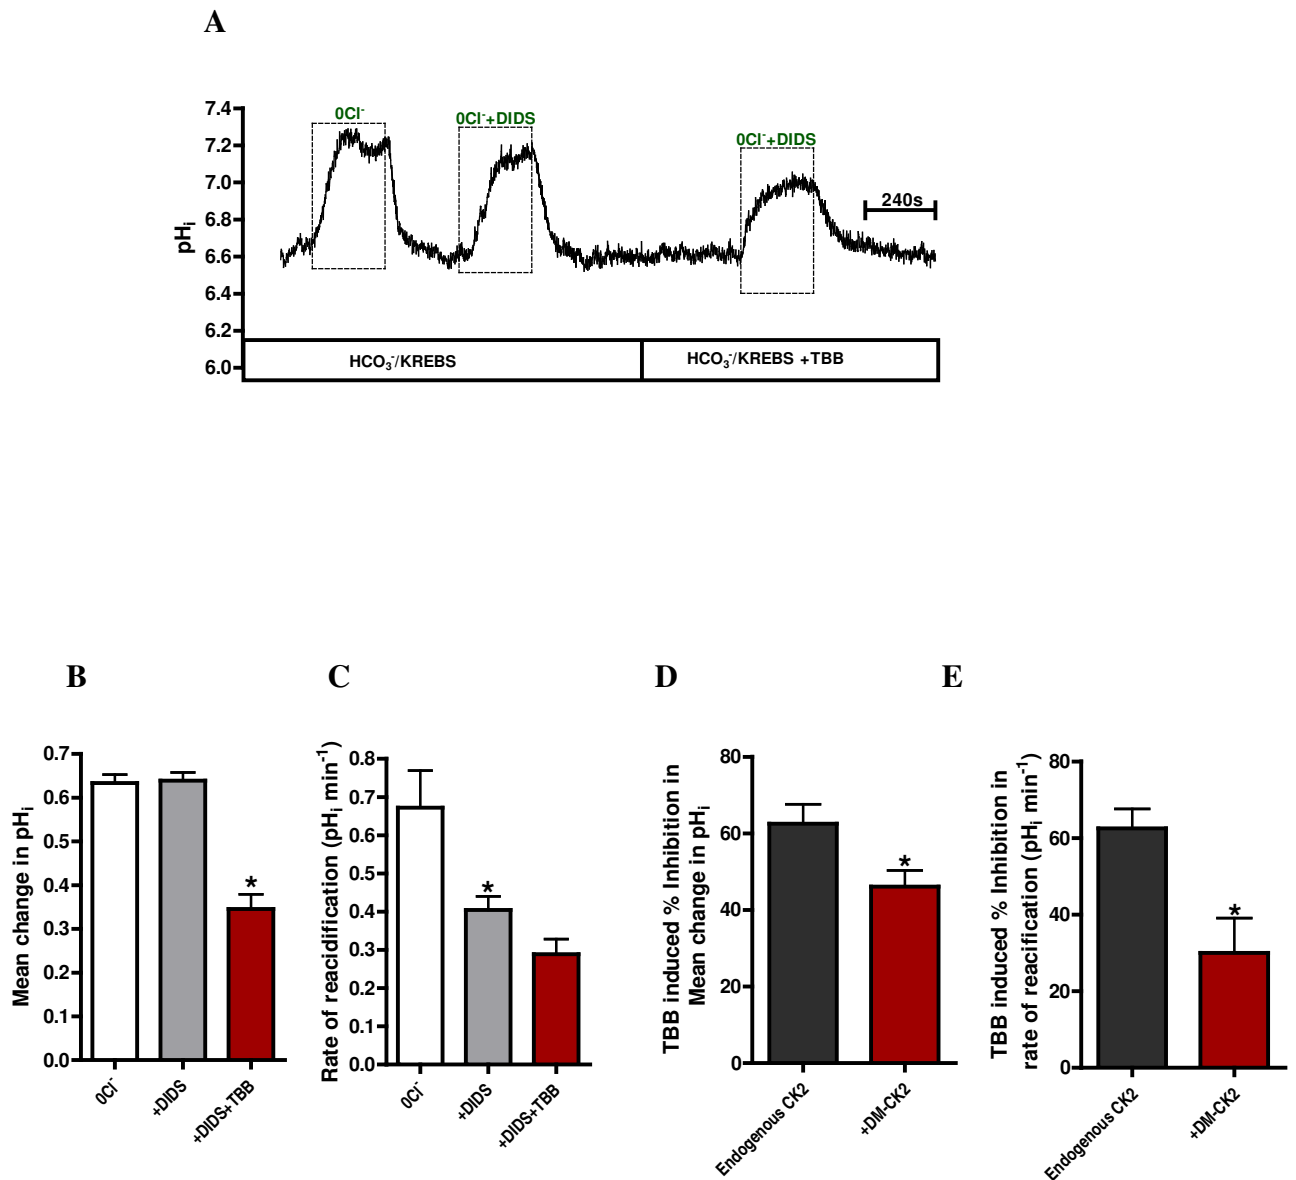 A
7.4
7.2
7.0
6.8
6.6
6.4
6.2
6.0
pHi
0Cl⁻
0Cl⁻+DIDS
0Cl⁻+DIDS
240s
HCO₃⁻/KREBS
HCO₃⁻/KREBS +TBB
B
C
D
E
Mean change in pHi
0.7
0.6
0.5
0.4
0.3
0.2
0.1
0.0
*
0Cl⁻
+DIDS
+DIDS+TBB
Rate of reacidification (pHi min⁻¹)
0.8
0.7
0.6
0.5
0.4
0.3
0.2
0.1
0.0
*
0Cl⁻
+DIDS
+DIDS+TBB
TBB induced % Inhibition in
Mean change in pHi
80
60
40
20
0
*
Endogenous CK2
+DM-CK2
TBB induced % Inhibition in
rate of reacification (pHi min⁻¹)
80
60
40
20
0
*
Endogenous CK2
+DM-CK2